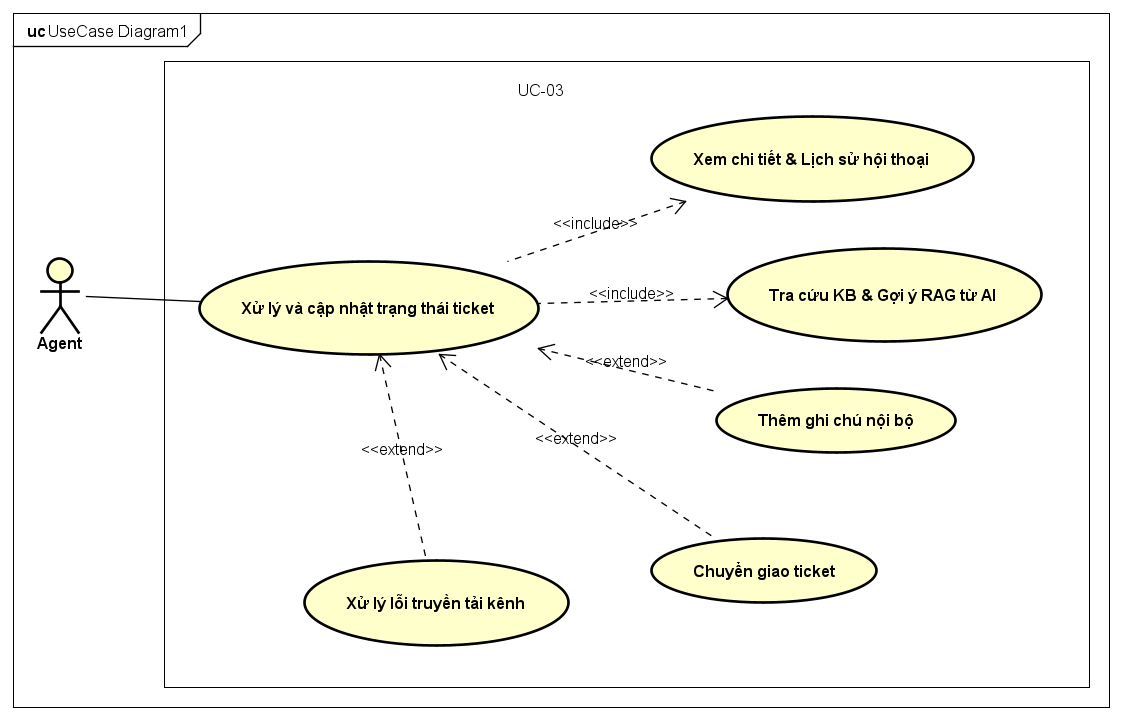 uc UseCase Diagram1
UC-03
Xem chi tiết & Lịch sử hội thoại
<<include>>
Xử lý và cập nhật trạng thái ticket
<<include>>
Tra cứu KB & Gợi ý RAG từ AI
Agent
<<extend>>
Thêm ghi chú nội bộ
<<extend>>
<<extend>>
Chuyển giao ticket
Xử lý lỗi truyền tải kênh